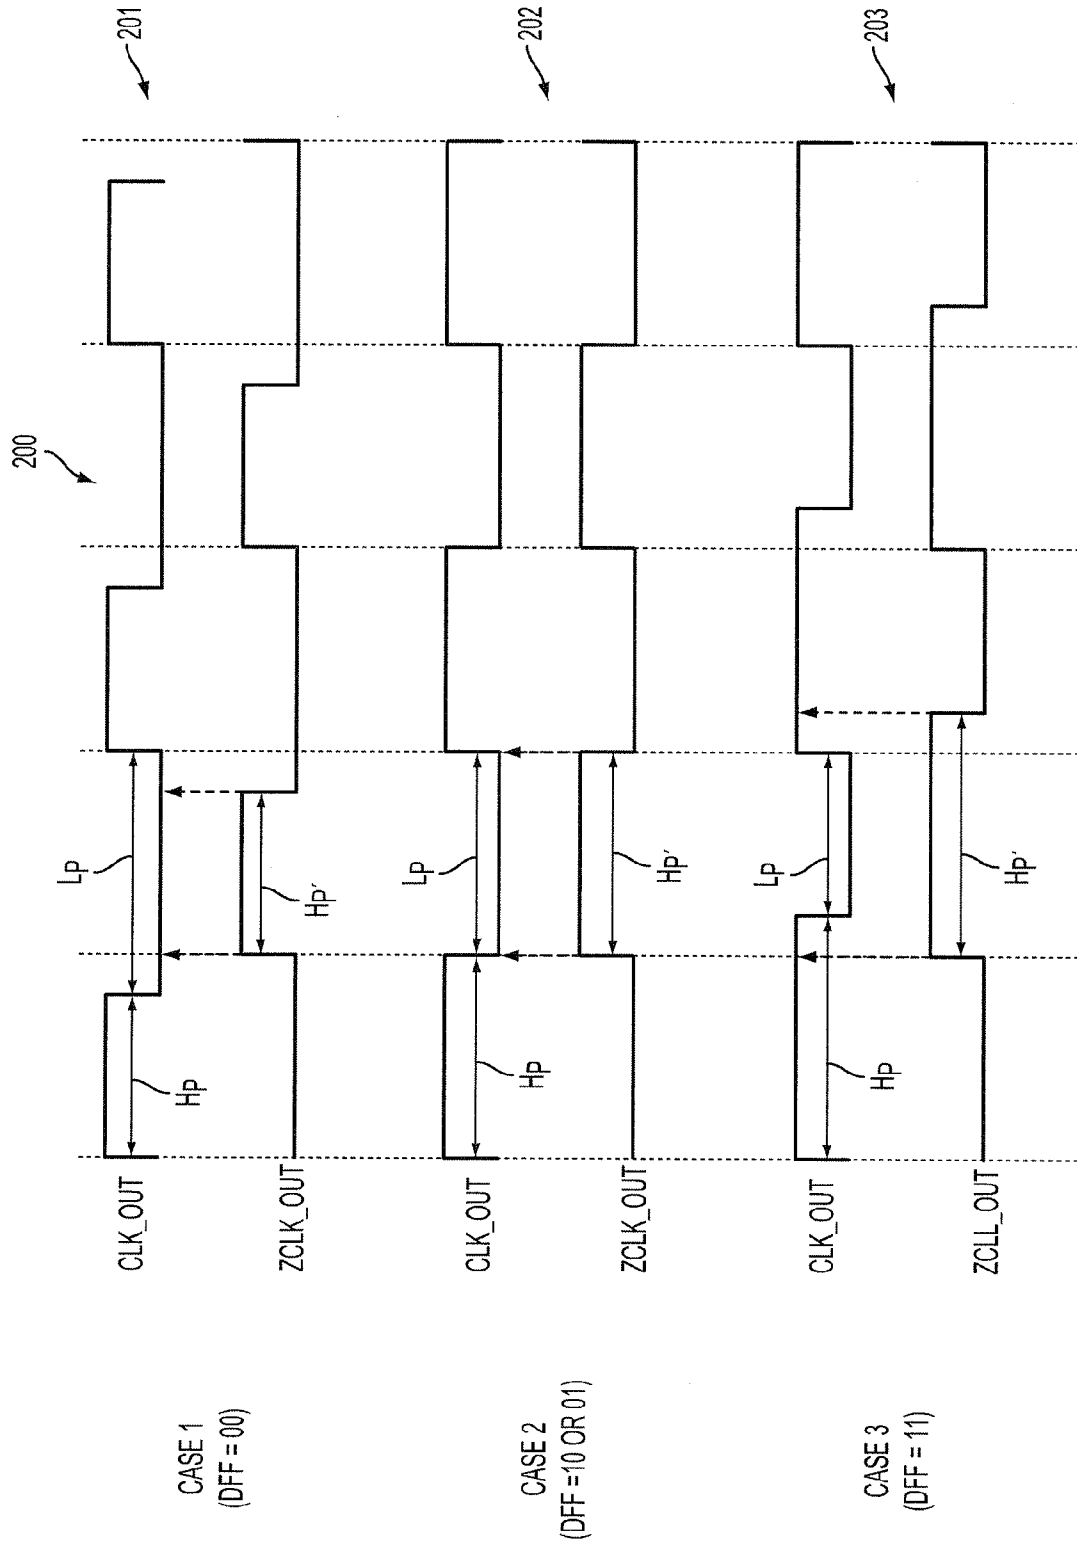 200
CASE 1
(DFF = 00)
CLK_OUT
Hp
Lp
201
ZCLK_OUT
Hp'
CASE 2
(DFF =10 OR 01)
CLK_OUT
Hp
Lp
202
ZCLK_OUT
Hp'
CASE 3
(DFF = 11)
CLK_OUT
Hp
Lp
203
ZCLL_OUT
Hp'